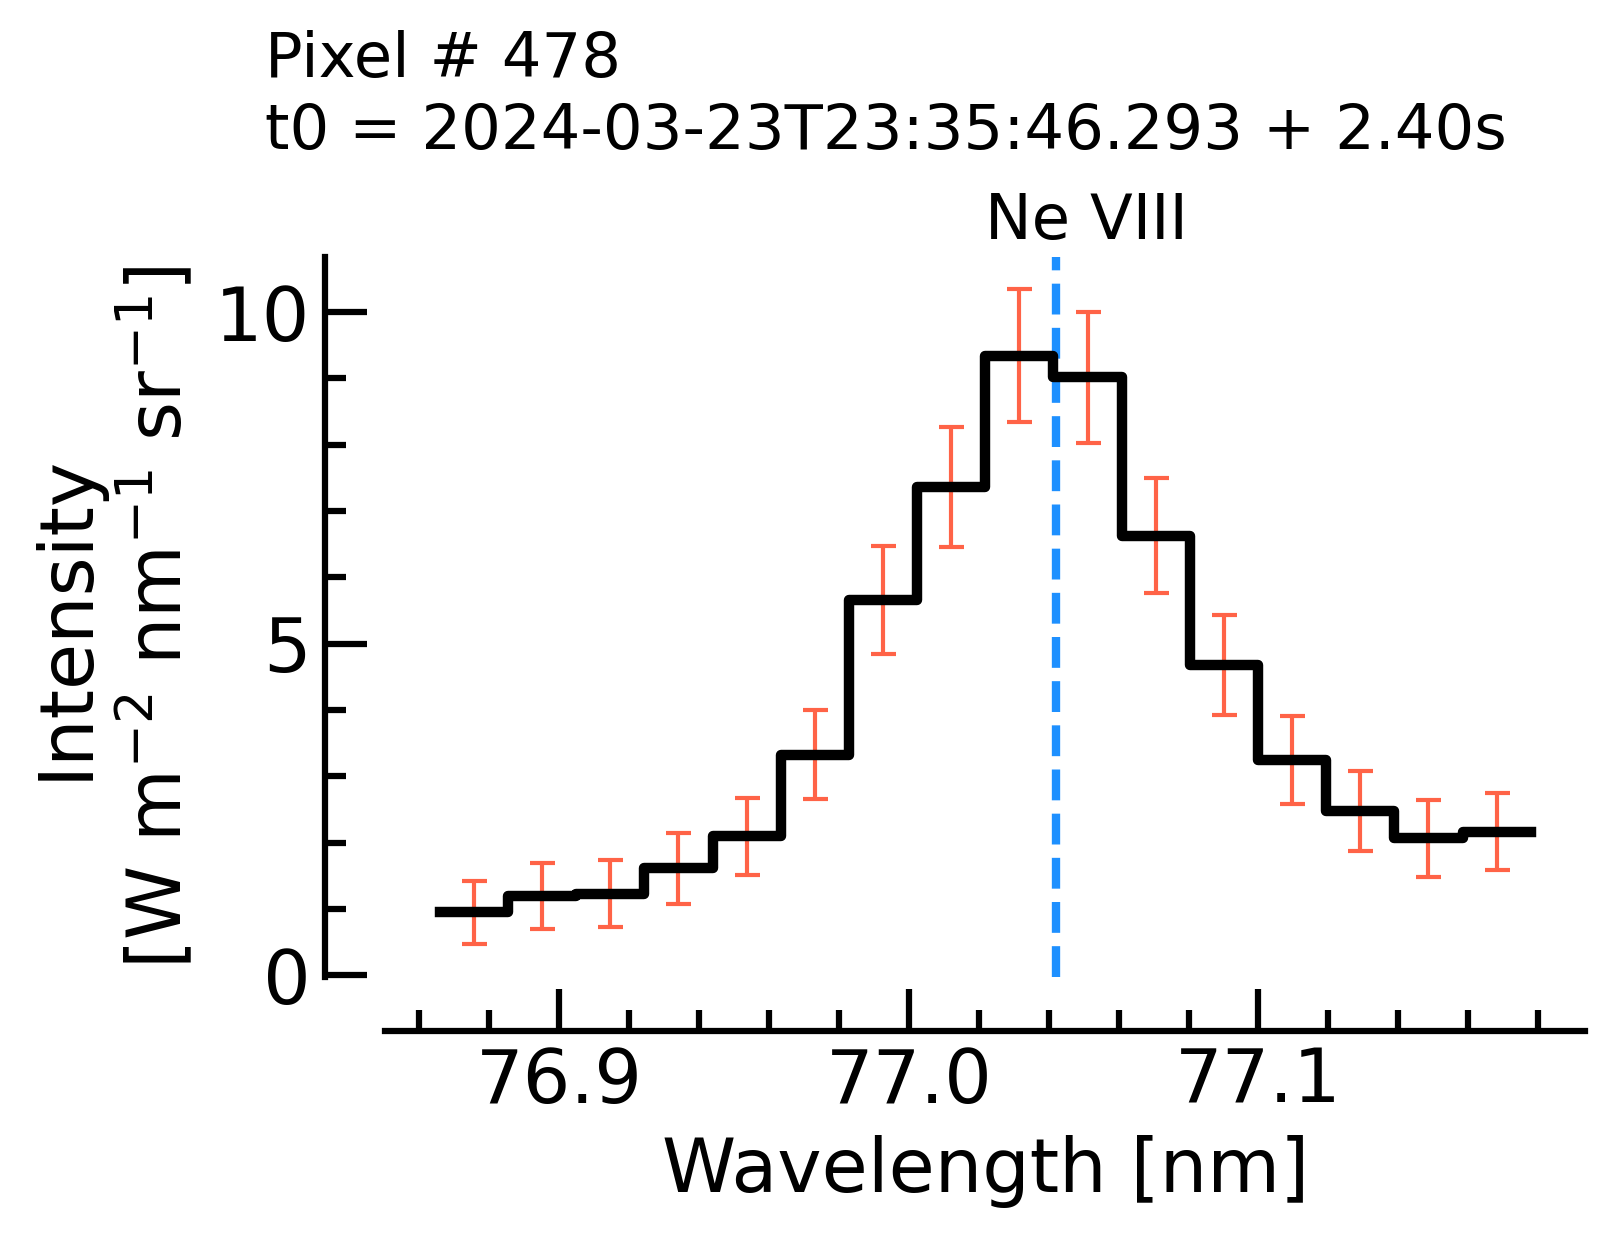 Pixel # 478
t0 = 2024-03-23T23:35:46.293 + 2.40s
Ne VIII
Intensity
[W m⁻² nm⁻¹ sr⁻¹]
10
5
0
76.9 77.0 77.1
Wavelength [nm]